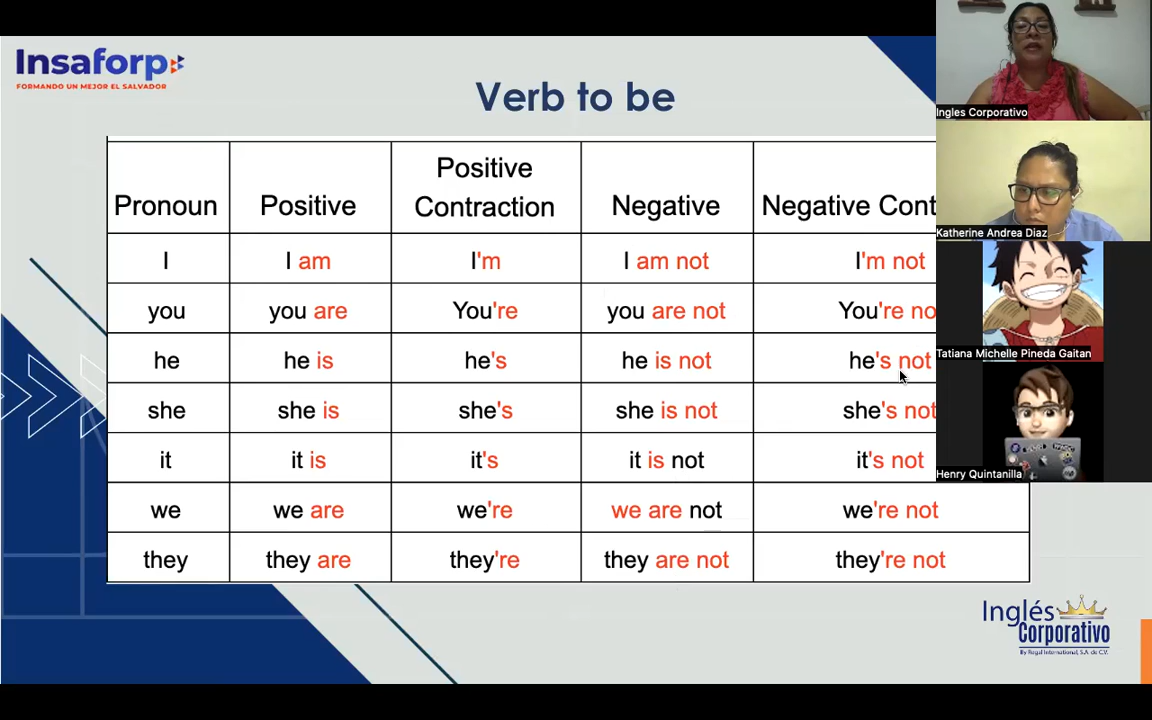 Insaforp
FORMANDO UN MEJOR EL SALVADOR
Verb to be
Pronoun Positive Positive Contraction Negative Negative Cont
I I am I'm I am not I'm not
you you are You're you are not You're no
he he is he's he is not he's not
she she is she's she is not she's not
it it is it's it is not it's not
we we are we're we are not we're not
they they are they're they are not they're not
Ingles Corporativo
Katherine Andrea Diaz
Tatiana Michelle Pineda Gaitan
Henry Quintanilla
Inglés
Corporativo
By Regal International, S.A. de C.V.